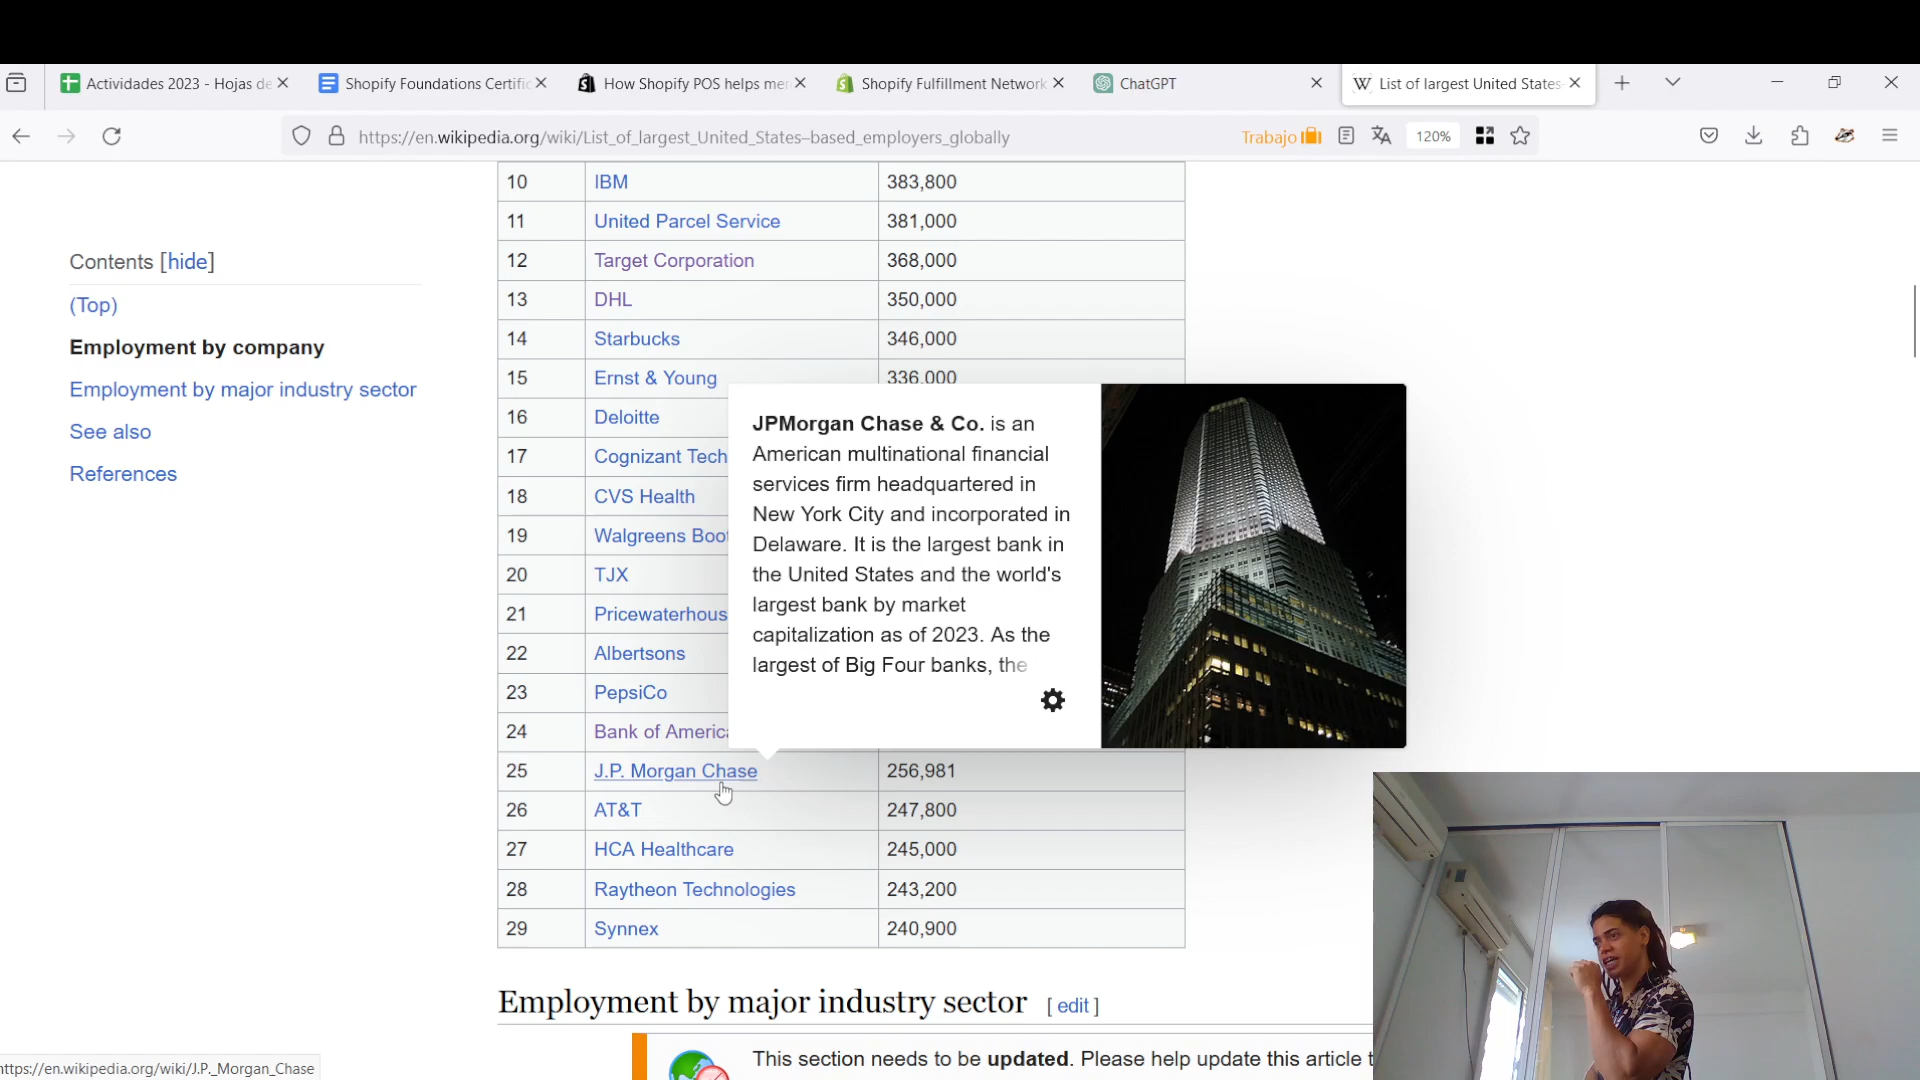 Actividades 2023 - Hojas de
Shopify Foundations Certific
How Shopify POS helps mer
Shopify Fulfillment Network
ChatGPT
W List of largest United States-
https://en.wikipedia.org/wiki/List_of_largest_United_States–based_employers_globally
Trabajo
120%
Contents [hide]
(Top)
Employment by company
Employment by major industry sector
See also
References
10 IBM 383,800
11 United Parcel Service 381,000
12 Target Corporation 368,000
13 DHL 350,000
14 Starbucks 346,000
15 Ernst & Young 336,000
16 Deloitte
17 Cognizant Tech
18 CVS Health
19 Walgreens Boo
20 TJX
21 Pricewaterhous
22 Albertsons
23 PepsiCo
24 Bank of America
25 J.P. Morgan Chase 256,981
26 AT&T 247,800
27 HCA Healthcare 245,000
28 Raytheon Technologies 243,200
29 Synnex 240,900
JPMorgan Chase & Co. is an
American multinational financial
services firm headquartered in
New York City and incorporated in
Delaware. It is the largest bank in
the United States and the world's
largest bank by market
capitalization as of 2023. As the
largest of Big Four banks, the
Employment by major industry sector [ edit ]
This section needs to be updated. Please help update this article t
https://en.wikipedia.org/wiki/J.P._Morgan_Chase